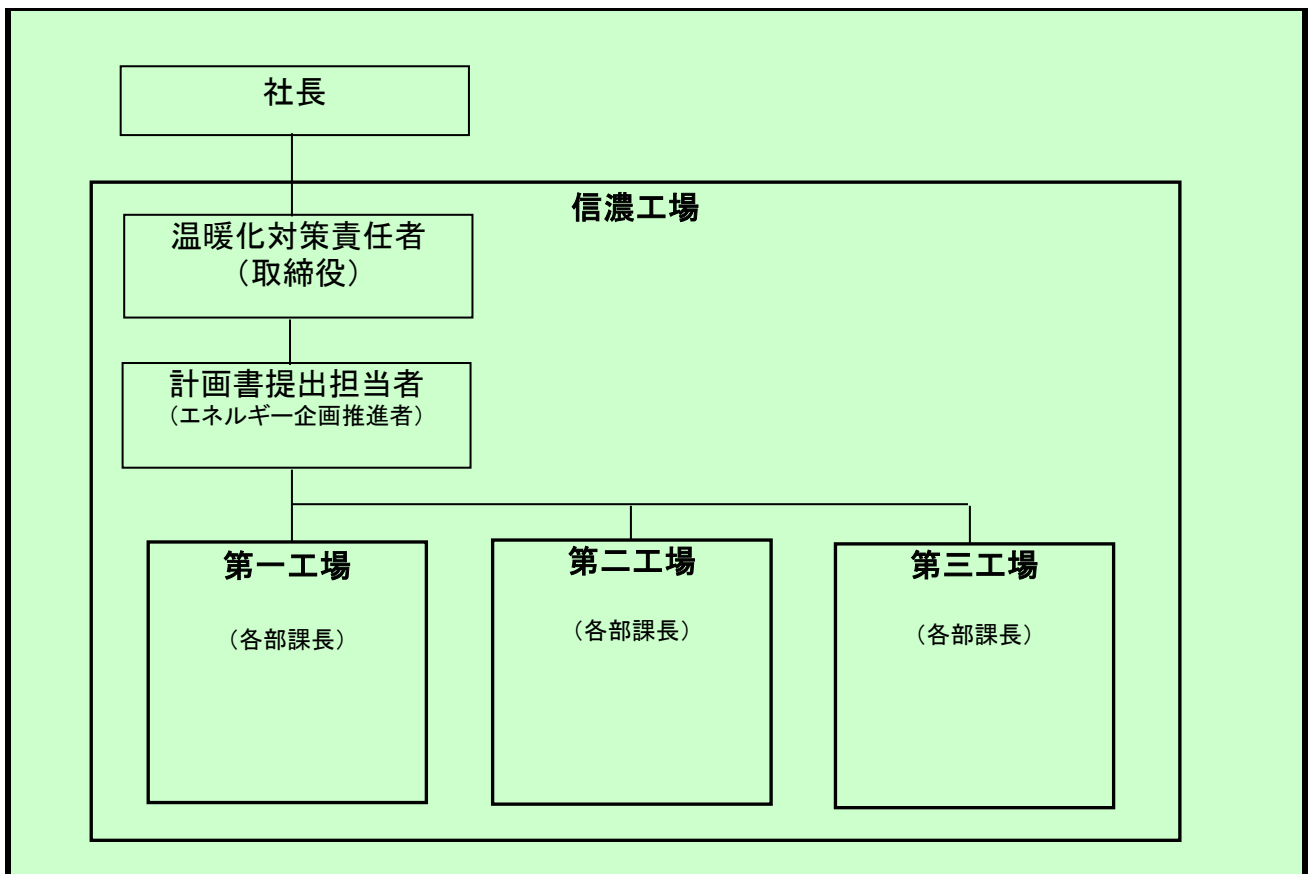 社長
信濃工場
温暖化対策責任者
（取締役）
計画書提出担当者
（エネルギー企画推進者）
第一工場
（各部課長）
第二工場
（各部課長）
第三工場
（各部課長）